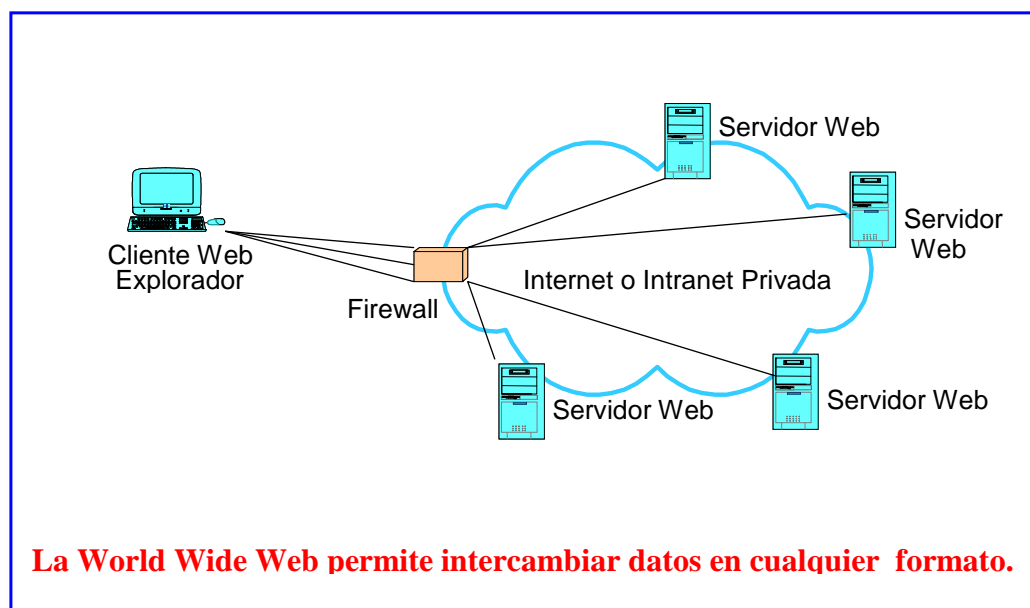 Servidor Web
Servidor
Web
Cliente Web
Explorador
Internet o Intranet Privada
Firewall
Servidor Web
Servidor Web
La World Wide Web permite intercambiar datos en cualquier formato.